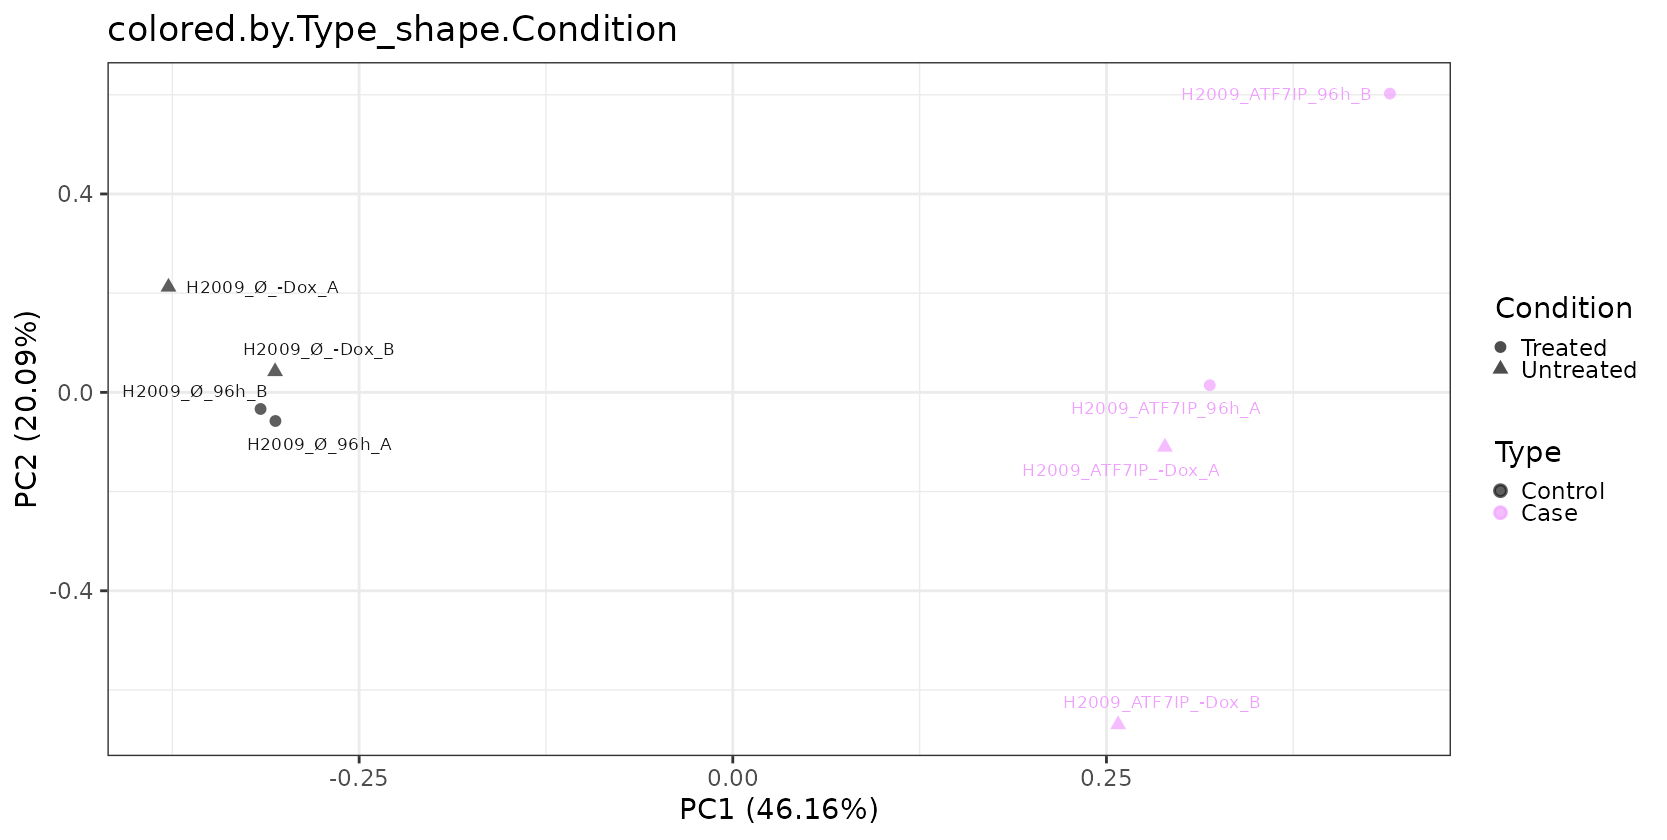 colored.by.Type_shape.Condition
H2009_ATF7IP_96h_B
0.4
H2009_Ø_-Dox_A
H2009_Ø_-Dox_B
H2009_Ø_96h_B
0.0
H2009_ATF7IP_96h_A
H2009_Ø_96h_A
H2009_ATF7IP_-Dox_A
-0.4
H2009_ATF7IP_-Dox_B
-0.25
0.00
0.25
PC1 (46.16%)
PC2 (20.09%)
Condition
Treated
Untreated
Type
Control
Case